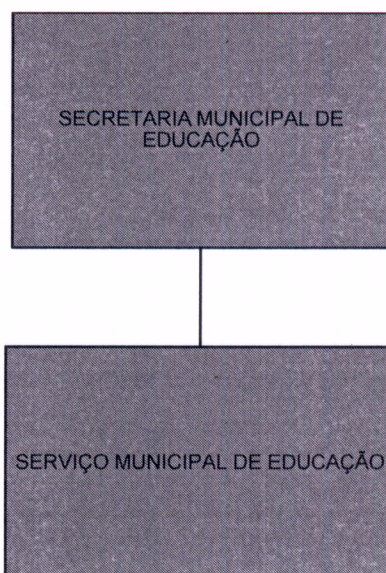 SECRETARIA MUNICIPAL DE
EDUCAÇÃO
SERVIÇO MUNICIPAL DE EDUCAÇÃO